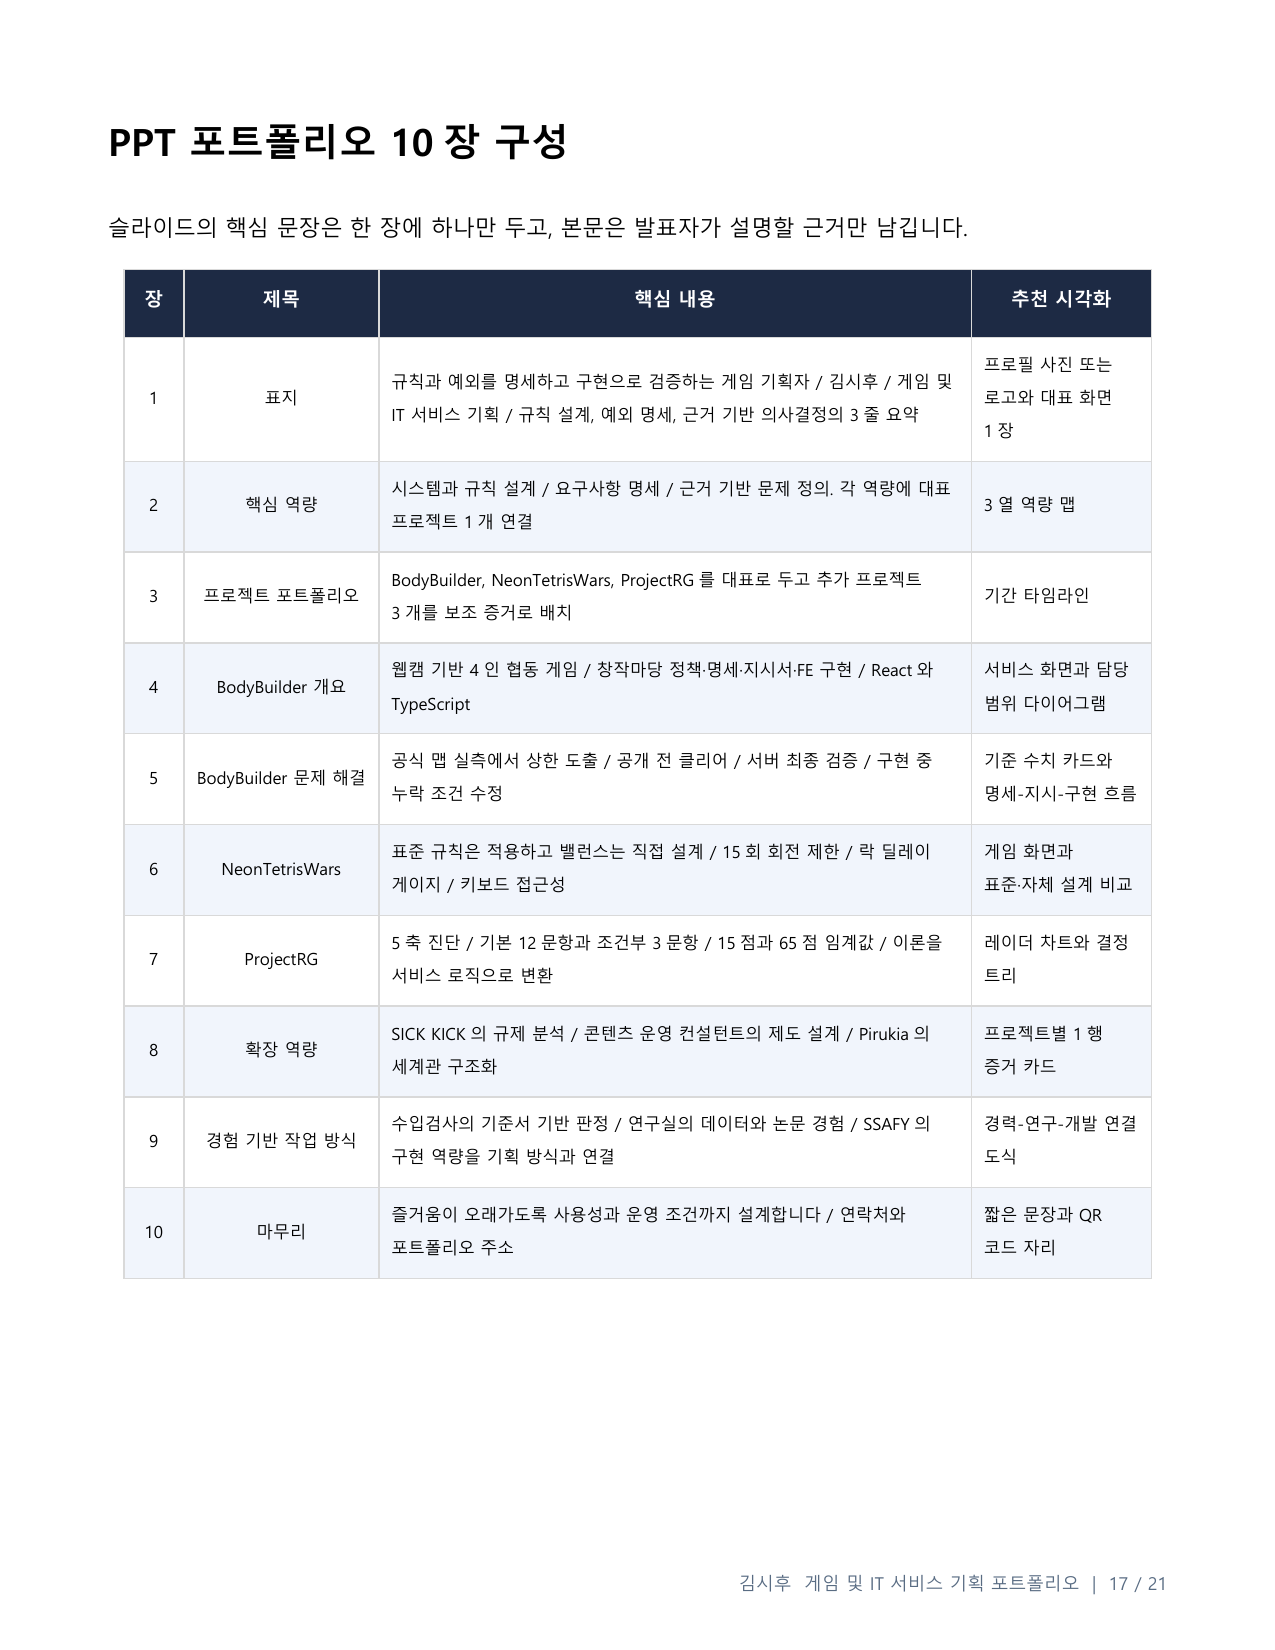 PPT 포트폴리오 10 장 구성
슬라이드의 핵심 문장은 한 장에 하나만 두고, 본문은 발표자가 설명할 근거만 남깁니다.
장 제목 핵심 내용 추천 시각화
1
표지
규칙과 예외를 명세하고 구현으로 검증하는 게임 기획자 / 김시후 / 게임 및
IT 서비스 기획 / 규칙 설계, 예외 명세, 근거 기반 의사결정의 3 줄 요약
프로필 사진 또는
로고와 대표 화면
1 장
2
핵심 역량
시스템과 규칙 설계 / 요구사항 명세 / 근거 기반 문제 정의. 각 역량에 대표
프로젝트 1 개 연결
3 열 역량 맵
3
프로젝트 포트폴리오
BodyBuilder, NeonTetrisWars, ProjectRG 를 대표로 두고 추가 프로젝트
3 개를 보조 증거로 배치
기간 타임라인
4
BodyBuilder 개요
웹캠 기반 4 인 협동 게임 / 창작마당 정책·명세·지시서·FE 구현 / React 와
TypeScript
서비스 화면과 담당
범위 다이어그램
5
BodyBuilder 문제 해결
공식 맵 실측에서 상한 도출 / 공개 전 클리어 / 서버 최종 검증 / 구현 중
누락 조건 수정
기준 수치 카드와
명세-지시-구현 흐름
6
NeonTetrisWars
표준 규칙은 적용하고 밸런스는 직접 설계 / 15 회 회전 제한 / 락 딜레이
게이지 / 키보드 접근성
게임 화면과
표준·자체 설계 비교
7
ProjectRG
5 축 진단 / 기본 12 문항과 조건부 3 문항 / 15 점과 65 점 임계값 / 이론을
서비스 로직으로 변환
레이더 차트와 결정
트리
8
확장 역량
SICK KICK 의 규제 분석 / 콘텐츠 운영 컨설턴트의 제도 설계 / Pirukia 의
세계관 구조화
프로젝트별 1 행
증거 카드
9
경험 기반 작업 방식
수입검사의 기준서 기반 판정 / 연구실의 데이터와 논문 경험 / SSAFY 의
구현 역량을 기획 방식과 연결
경력-연구-개발 연결
도식
10
마무리
즐거움이 오래가도록 사용성과 운영 조건까지 설계합니다 / 연락처와
포트폴리오 주소
짧은 문장과 QR
코드 자리
김시후 게임 및 IT 서비스 기획 포트폴리오 | 17 / 21